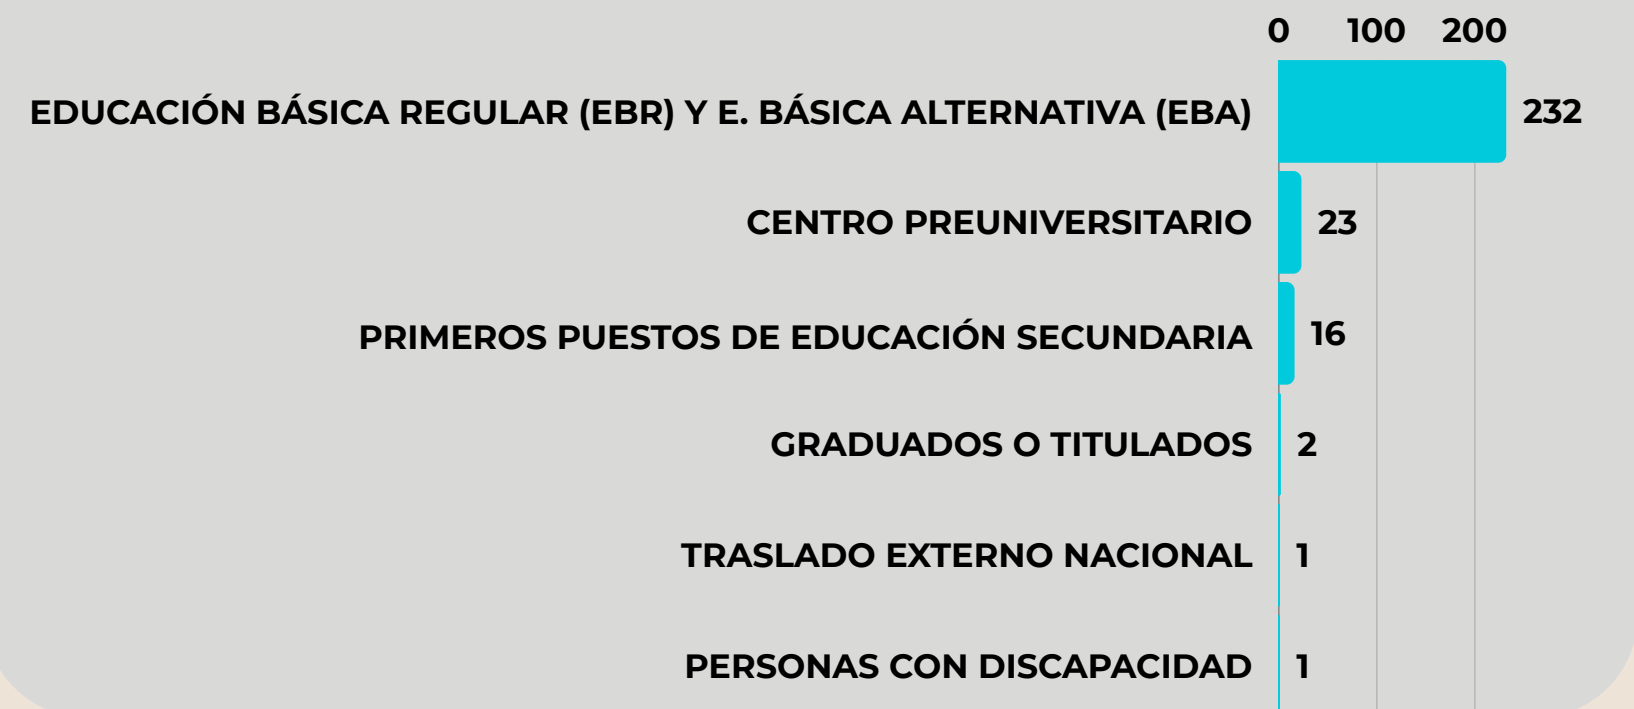 0 100 200
EDUCACIÓN BÁSICA REGULAR (EBR) Y E. BÁSICA ALTERNATIVA (EBA) 232
CENTRO PREUNIVERSITARIO 23
PRIMEROS PUESTOS DE EDUCACIÓN SECUNDARIA 16
GRADUADOS O TITULADOS 2
TRASLADO EXTERNO NACIONAL 1
PERSONAS CON DISCAPACIDAD 1